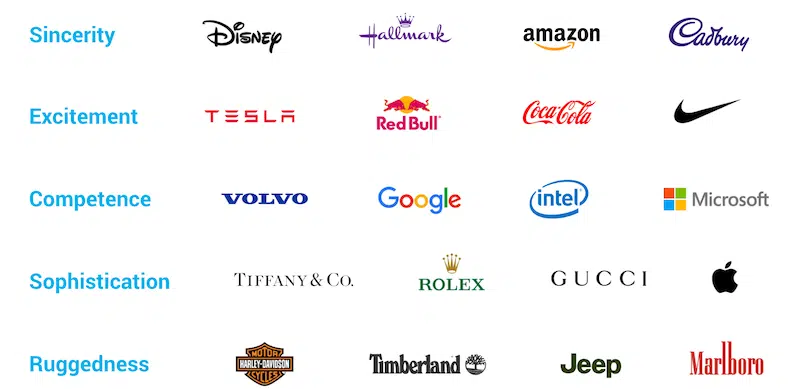 Sincerity Disney Hallmark amazon Cadbury
Excitement TESLA Red Bull Coca-Cola
Competence VOLVO Google intel Microsoft
Sophistication TIFFANY & CO. ROLEX GUCCI
Ruggedness MOTOR HARLEY-DAVIDSON CYCLES Timberland Jeep Marlboro